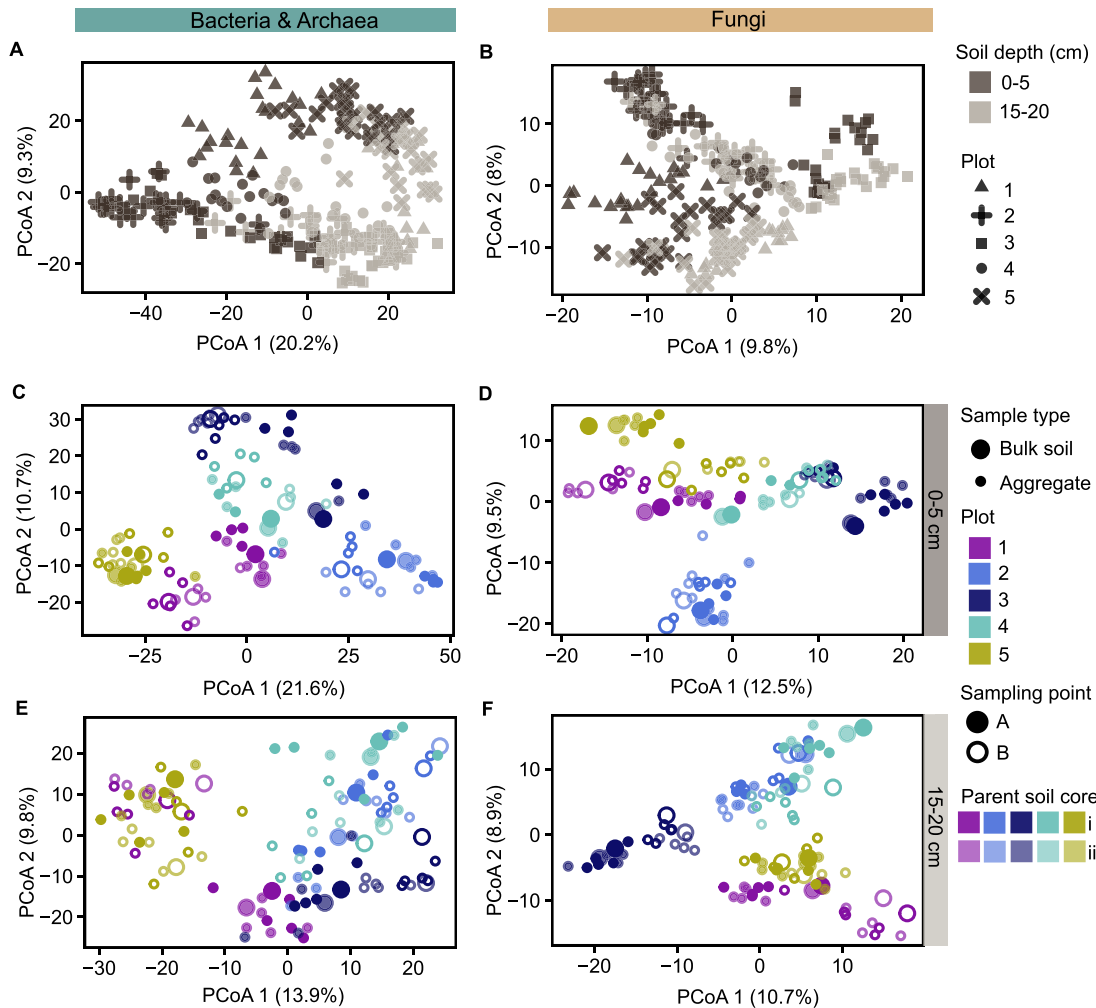 Bacteria & Archaea
Fungi
A
20
0
−20
PCoA 2 (9.3%)
−40
−20
0
20
PCoA 1 (20.2%)
B
10
0
−10
PCoA 2 (8%)
−20
−10
0
10
20
PCoA 1 (9.8%)
Soil depth (cm)
0-5
15-20
Plot
1
2
3
4
5
C
30
20
10
0
−10
−20
PCoA 2 (10.7%)
−25
0
25
50
PCoA 1 (21.6%)
D
10
0
−10
−20
PCoA (9.5%)
−20
−10
0
10
20
PCoA 1 (12.5%)
0-5 cm
Sample type
Bulk soil
Aggregate
Plot
1
2
3
4
5
E
20
10
0
−10
−20
PCoA 2 (9.8%)
−30
−20
−10
0
10
20
PCoA 1 (13.9%)
F
10
0
−10
PCoA 2 (8.9%)
−20
−10
0
10
PCoA 1 (10.7%)
15-20 cm
Sampling point
A
B
Parent soil core
i
ii